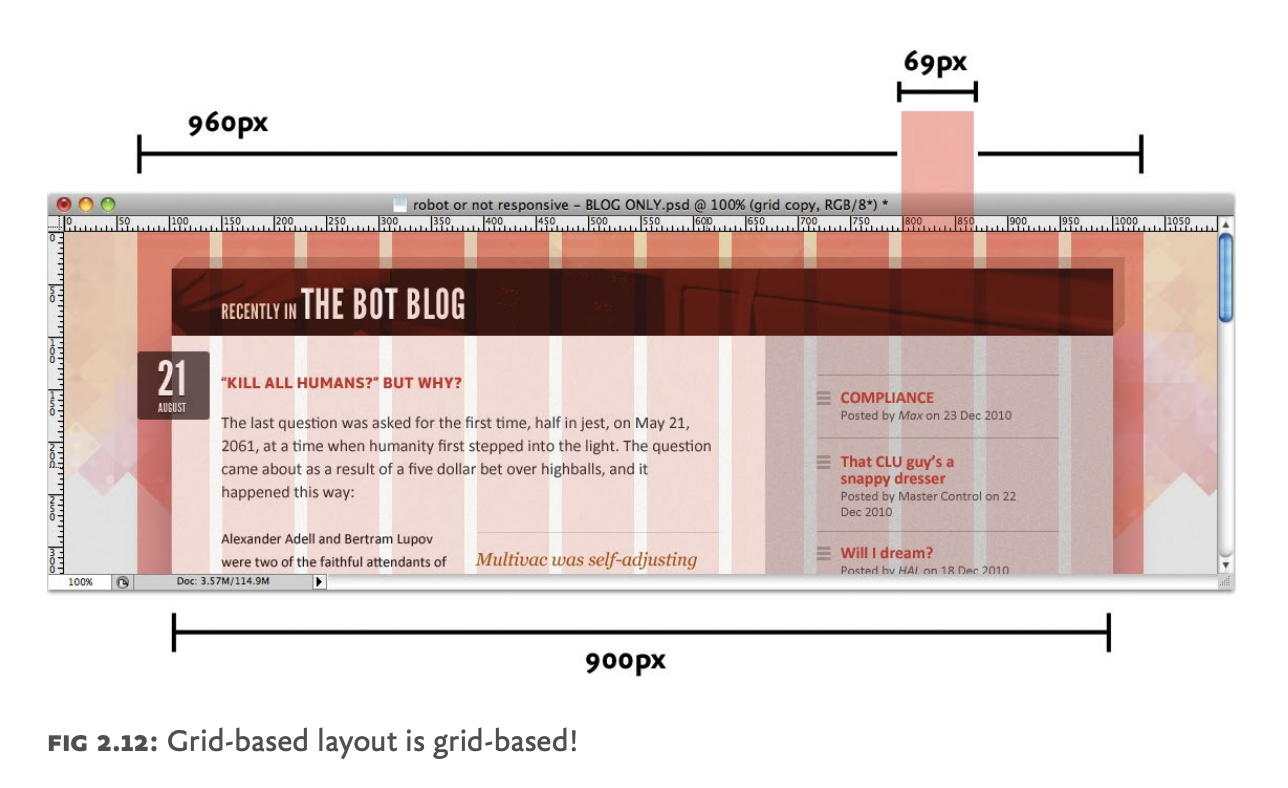 69px
960px
robot or not responsive – BLOG ONLY.psd @ 100% (grid copy, RGB/8*) *
0 50 100 150 200 250 300 350 400 450 500 550 600 650 700 750 800 850 900 950 1000 1050
0
50
100
150
200
250
300
RECENTLY IN THE BOT BLOG
21
AUGUST
“KILL ALL HUMANS?” BUT WHY?
The last question was asked for the first time, half in jest, on May 21,
2061, at a time when humanity first stepped into the light. The question
came about as a result of a five dollar bet over highballs, and it
happened this way:
Alexander Adell and Bertram Lupov
were two of the faithful attendants of
Multivac was self-adjusting
COMPLIANCE
Posted by Max on 23 Dec 2010
That CLU guy’s a
snappy dresser
Posted by Master Control on 22
Dec 2010
Will I dream?
Posted by HAL on 18 Dec 2010
100%
Doc: 3.57M/114.9M
900px
FIG 2.12: Grid-based layout is grid-based!